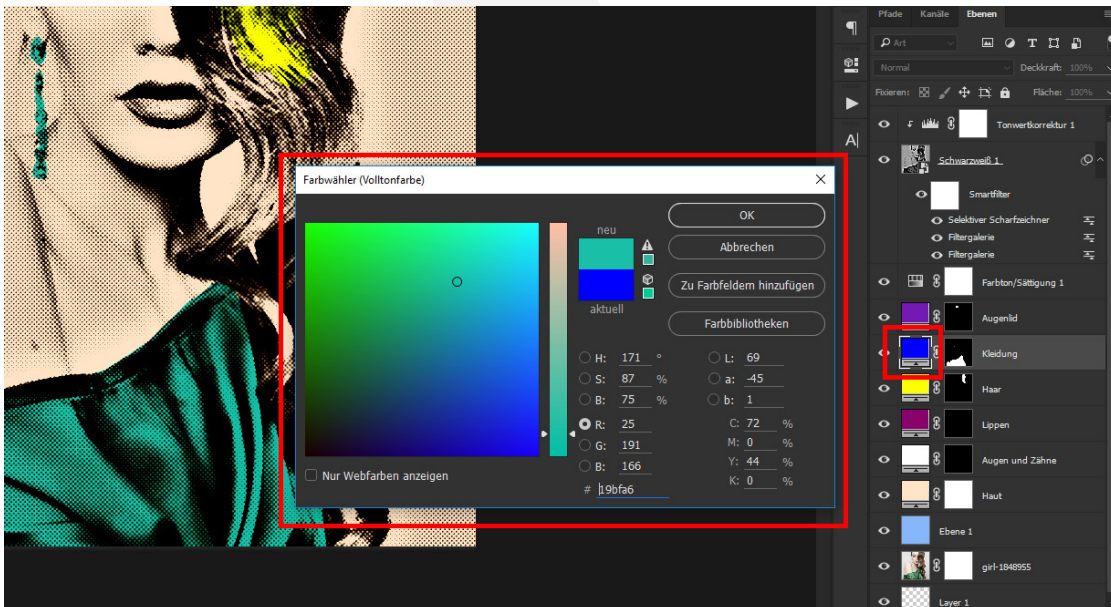 Pfade Kanäle Ebenen
Art
Normal Deckkraft: 100%
Fixieren: Fläche: 100%
Tonwertkorrektur 1
Schwarzweiß 1
Smartfilter
Selektiver Scharfzeichner
Filtergalerie
Filtergalerie
Farbton/Sättigung 1
Augenlid
Kleidung
Haar
Lippen
Augen und Zähne
Haut
Ebene 1
girl-1848955
Layer 1
Farbwähler (Volltonfarbe)
neu
aktuell
OK
Abbrechen
Zu Farbfeldern hinzufügen
Farbbibliotheken
H: 171 ° L: 69
S: 87 % a: -45
B: 75 % b: 1
R: 25 C: 72 %
G: 191 M: 0 %
B: 166 Y: 44 %
# 19bfa6 K: 0 %
Nur Webfarben anzeigen